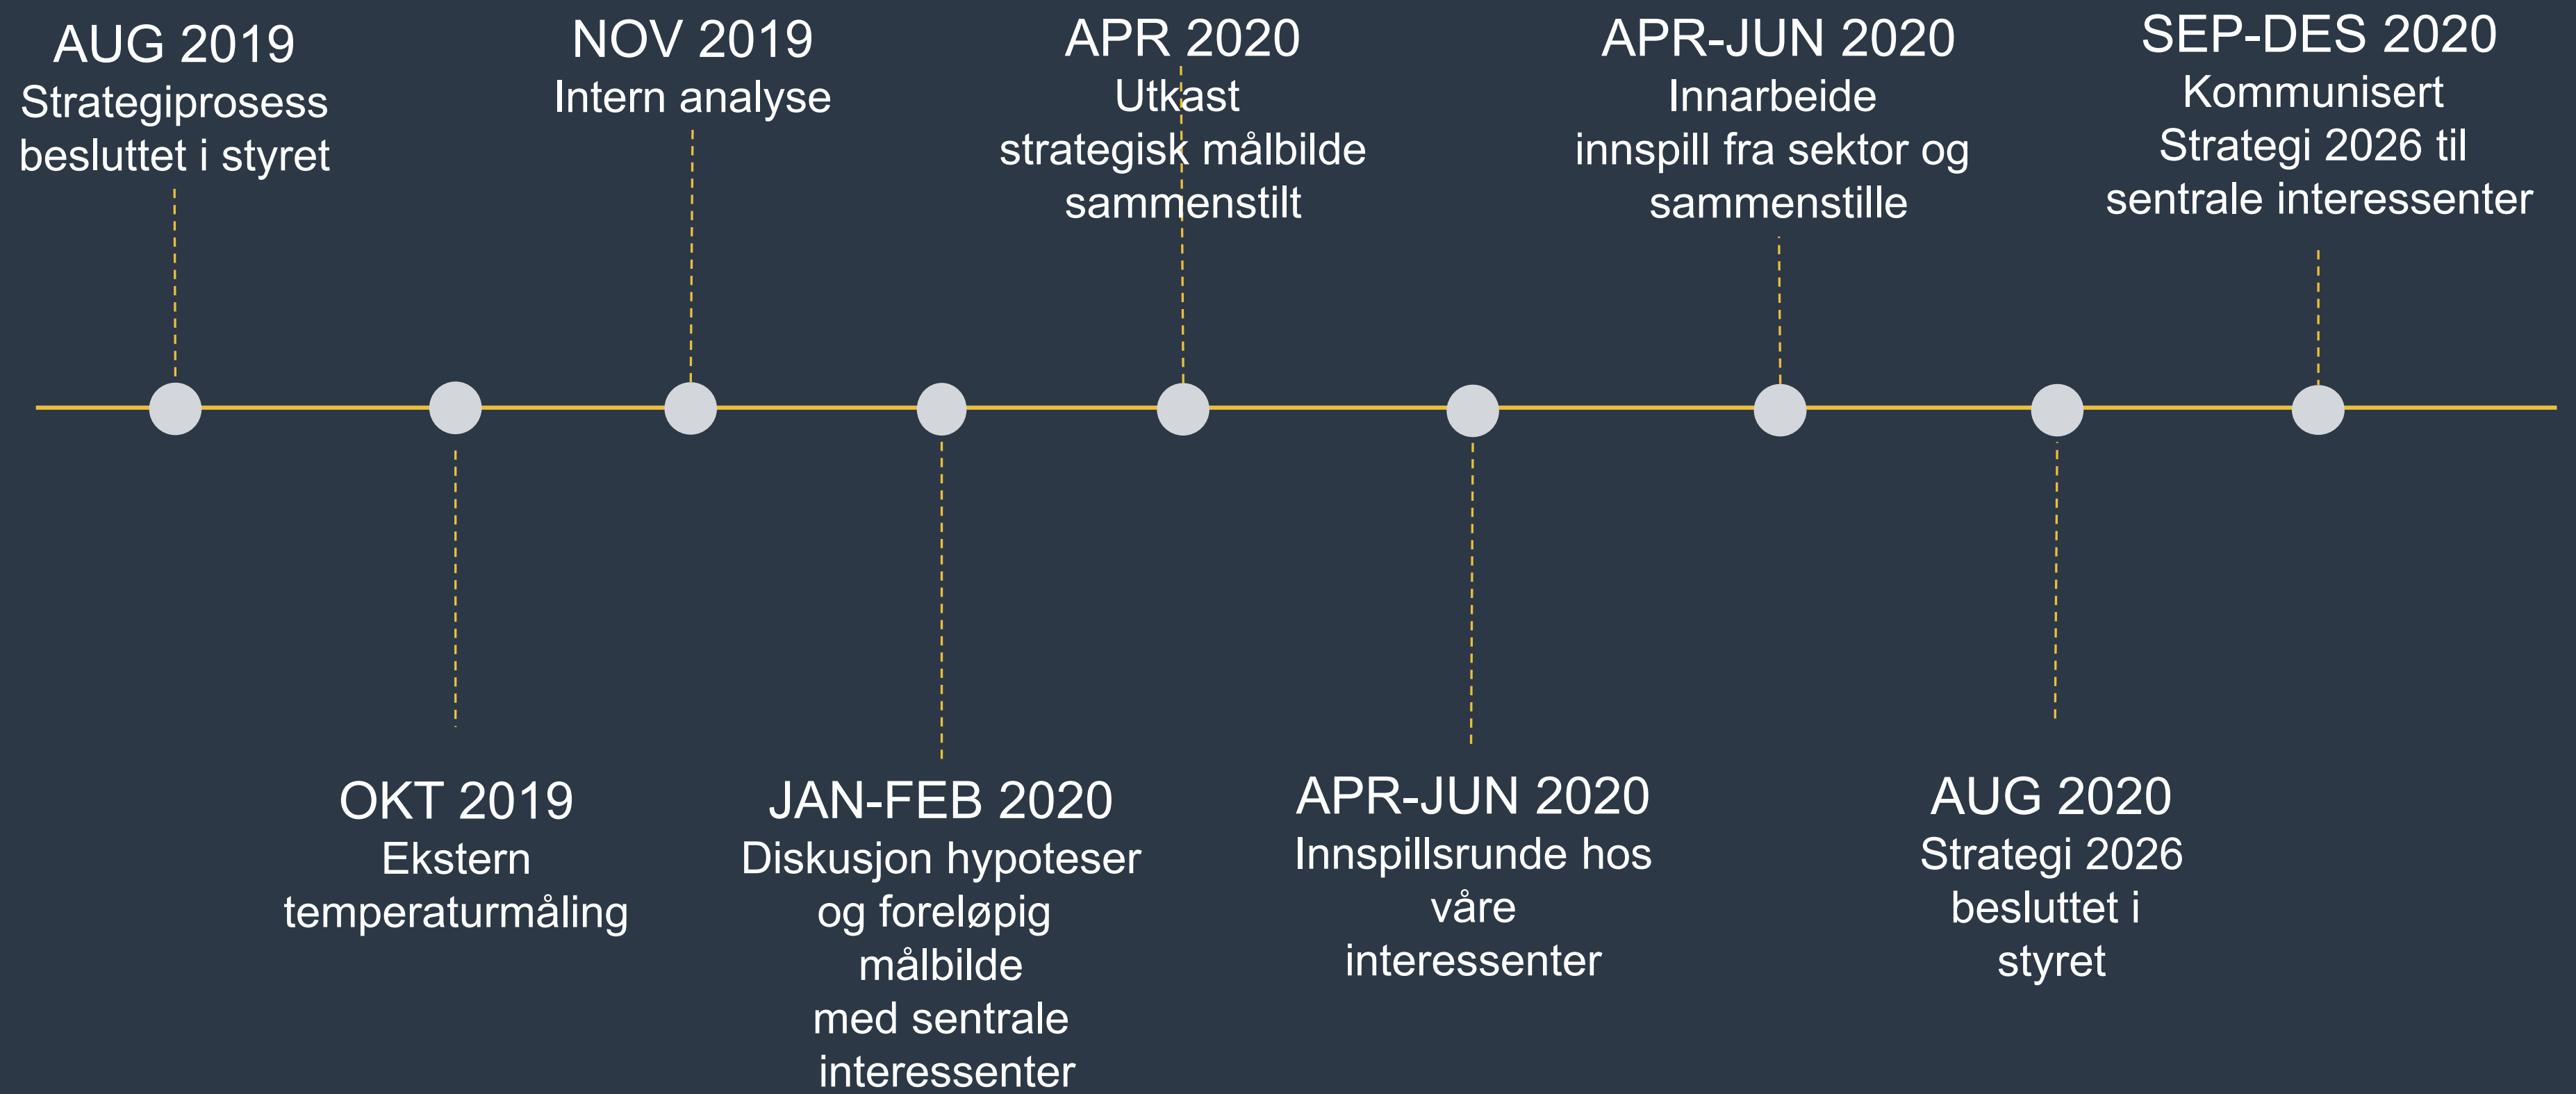 AUG 2019
Strategiprosess
besluttet i styret
NOV 2019
Intern analyse
APR 2020
Utkast
strategisk målbilde
sammenstilt
APR-JUN 2020
Innarbeide
innspill fra sektor og
sammenstille
SEP-DES 2020
Kommunisert
Strategi 2026 til
sentrale interessenter
OKT 2019
Ekstern
temperaturmåling
JAN-FEB 2020
Diskusjon hypoteser
og foreløpig
målbilde
med sentrale
interessenter
APR-JUN 2020
Innspillsrunde hos
våre
interessenter
AUG 2020
Strategi 2026
besluttet i
styret